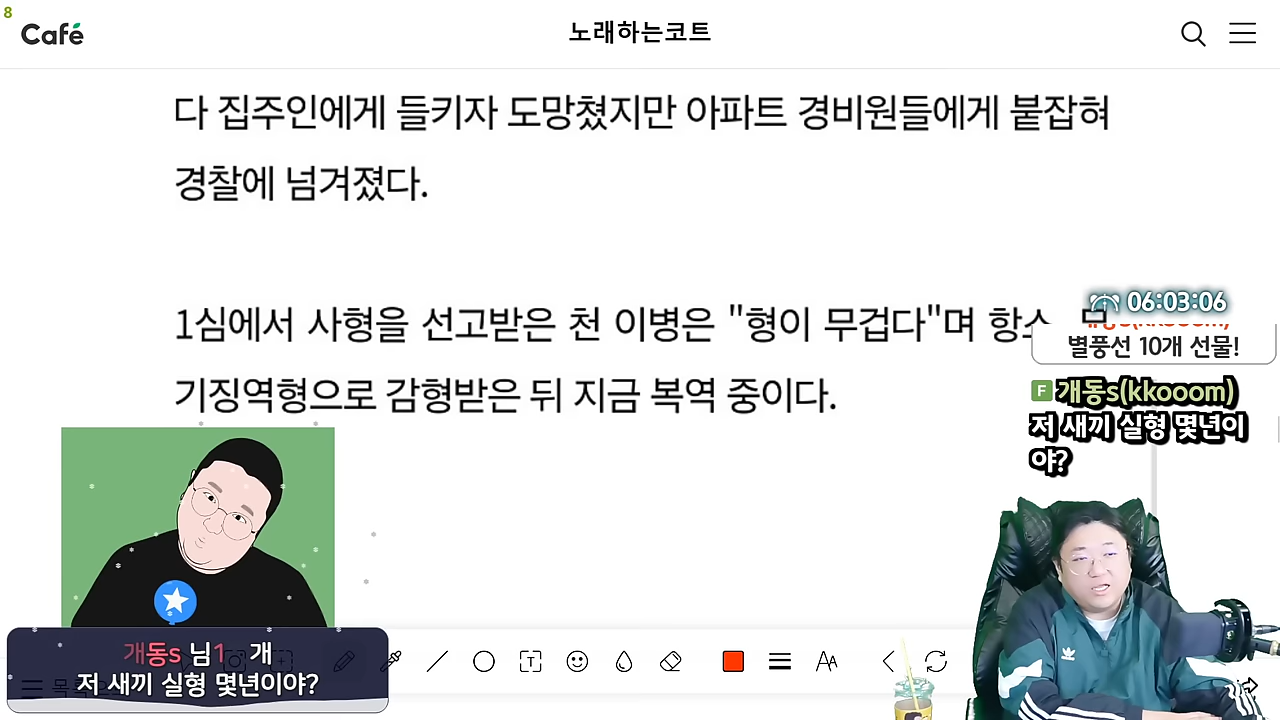 8
Café
노래하는코트
다 집주인에게 들키자 도망쳤지만 아파트 경비원들에게 붙잡혀
경찰에 넘겨졌다.
1심에서 사형을 선고받은 천 이병은 "형이 무겁다"며 항소
기징역형으로 감형받은 뒤 지금 복역 중이다.
06:03:06
별풍선 10개 선물!
F 개동s(kkooom)
저 새끼 실형 몇년이
야?
개동s 님 1 개
저 새끼 실형 몇년이야?